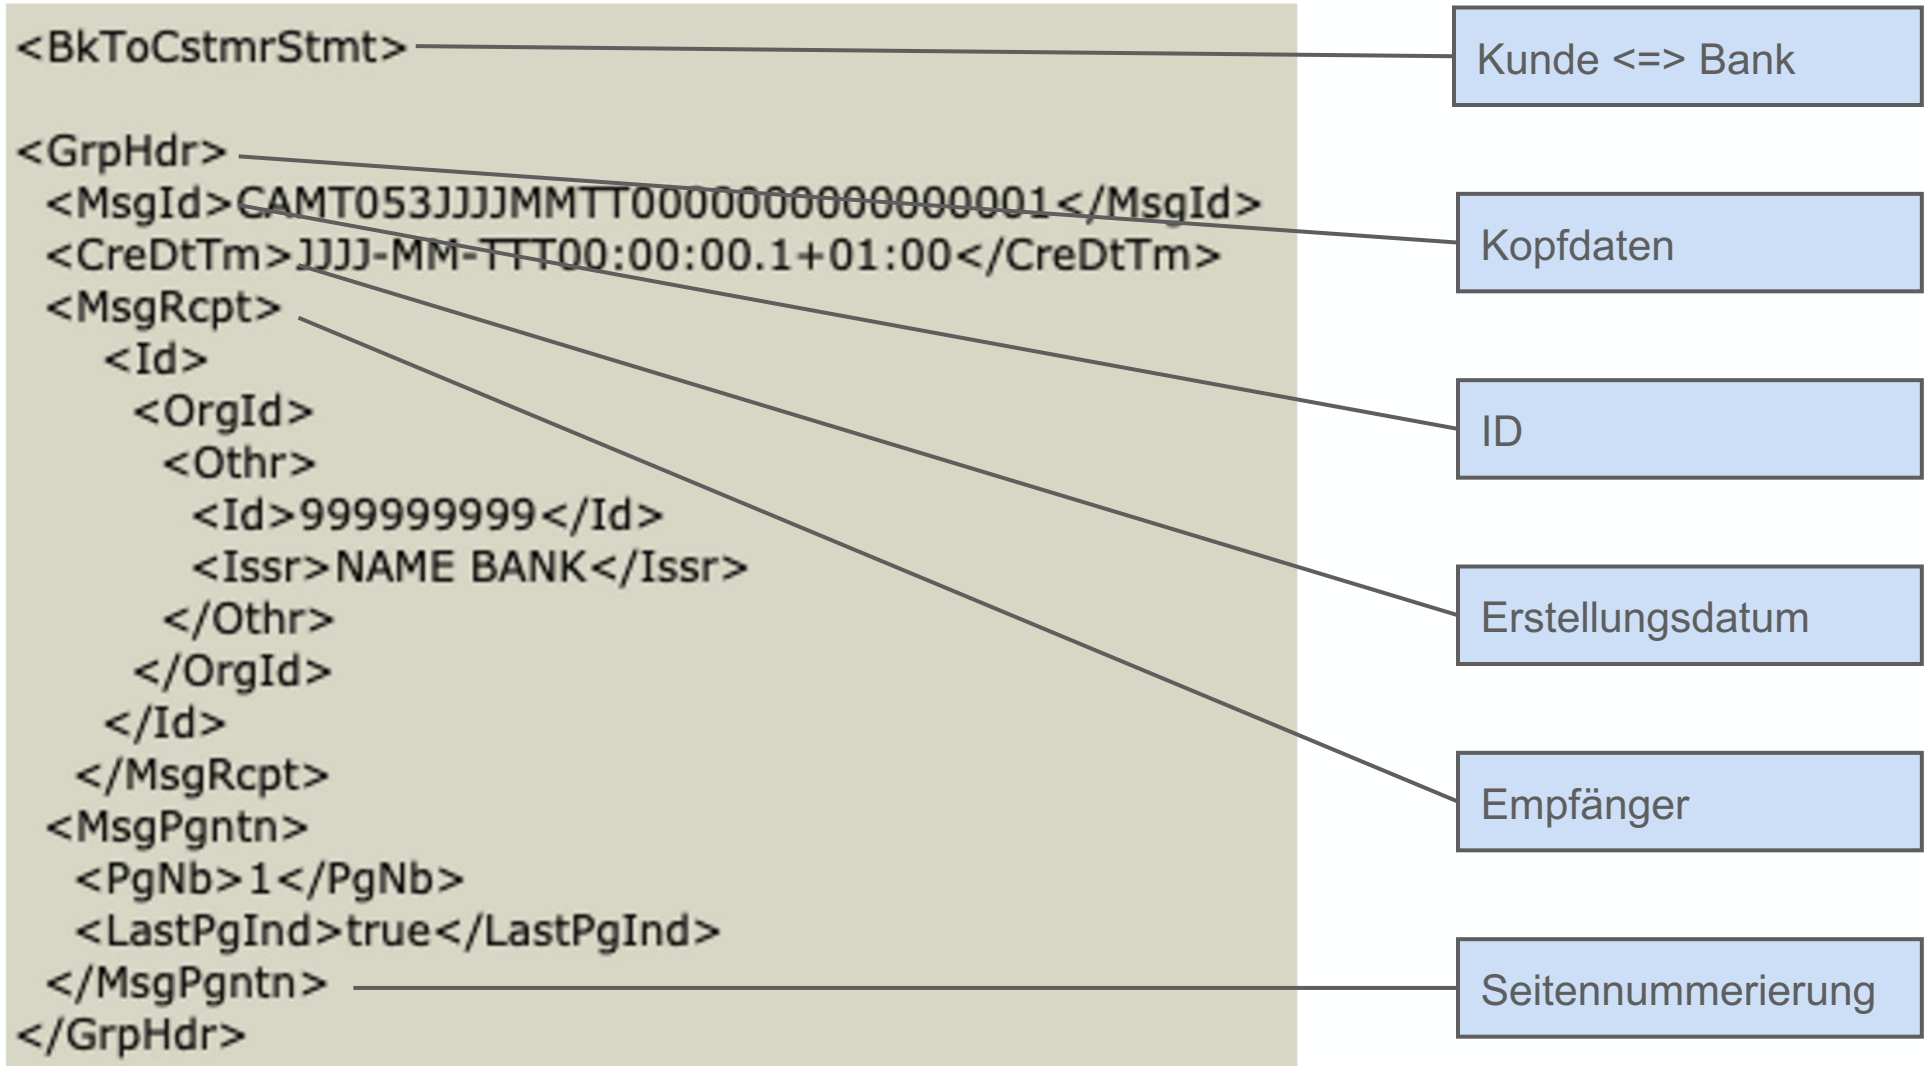 <BkToCstmrStmt>
Kunde <=> Bank
<GrpHdr>
<MsgId>CAMT053JJJJMMTT0000000000000001</MsgId>
<CreDtTm>JJJJ-MM-TTT00:00:00.1+01:00</CreDtTm>
Kopfdaten
<MsgRcpt>
<Id>
<OrgId>
ID
<Othr>
<Id>999999999</Id>
<Issr>NAME BANK</Issr>
</Othr>
Erstellungsdatum
</OrgId>
</Id>
</MsgRcpt>
Empfänger
<MsgPgntn>
<PgNb>1</PgNb>
<LastPgInd>true</LastPgInd>
</MsgPgntn>
Seitennummerierung
</GrpHdr>